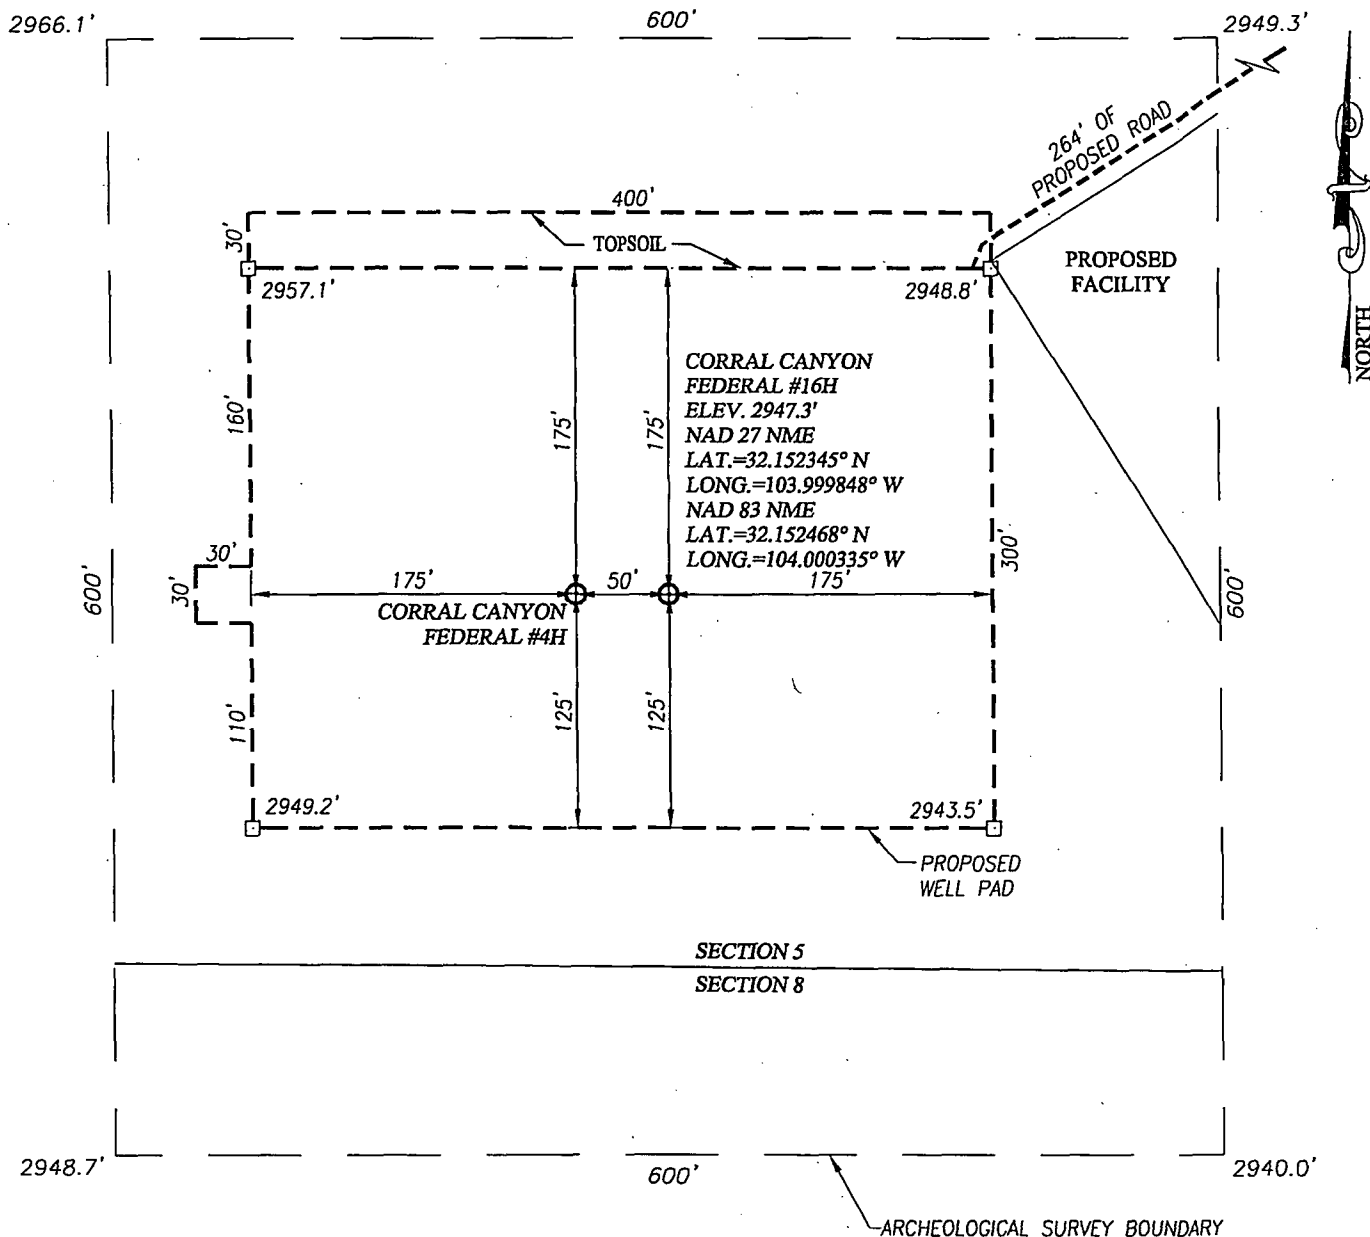 2966.1'
600'
2949.3'
264' OF
PROPOSED ROAD
400'
30'
TOPSOIL
PROPOSED
FACILITY
NORTH
2957.1'
2948.8'
CORRAL CANYON
FEDERAL #16H
ELEV. 2947.3'
NAD 27 NME
LAT.=32.152345° N
LONG.=103.999848° W
NAD 83 NME
LAT.=32.152468° N
LONG.=104.000335° W
160'
175'
175'
300'
30'
30'
600'
175'
50'
175'
600'
CORRAL CANYON
FEDERAL #4H
110'
125'
125'
2949.2'
2943.5'
PROPOSED
WELL PAD
SECTION 5
SECTION 8
2948.7'
600'
2940.0'
ARCHEOLOGICAL SURVEY BOUNDARY